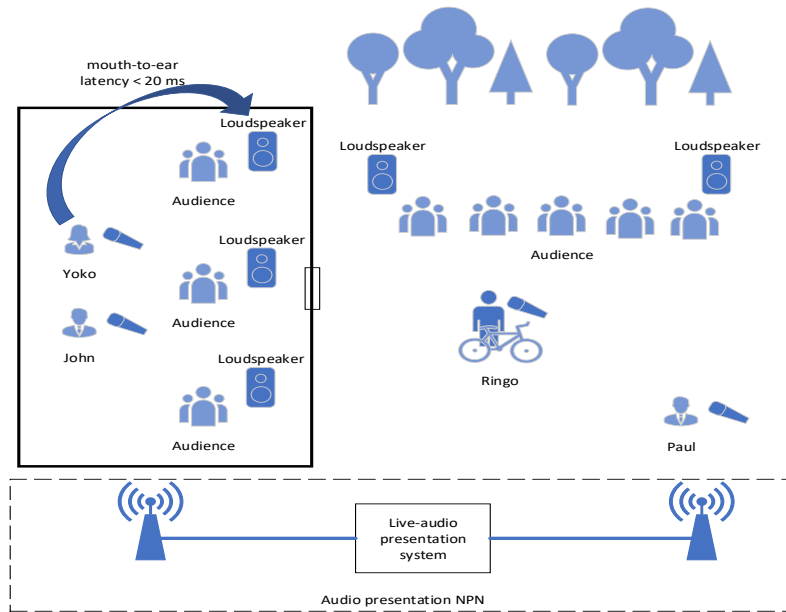 mouth-to-ear
latency < 20 ms
Loudspeaker
Audience
Yoko
Loudspeaker
Audience
John
Loudspeaker
Audience
Loudspeaker
Loudspeaker
Audience
Ringo
Paul
Live-audio
presentation
system
Audio presentation NPN